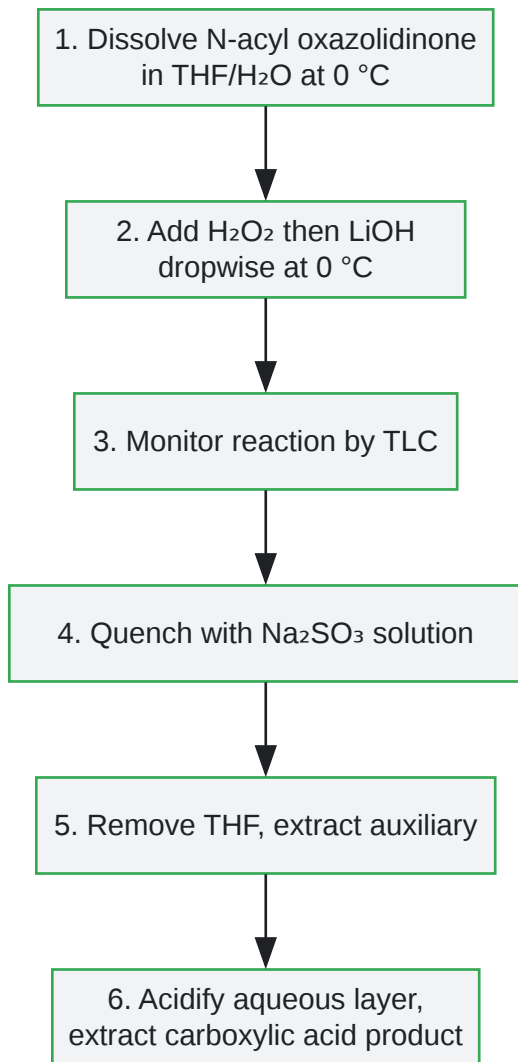 1. Dissolve N-acyl oxazolidinone
in THF/H₂O at 0 °C
2. Add H₂O₂ then LiOH
dropwise at 0 °C
3. Monitor reaction by TLC
4. Quench with Na₂SO₃ solution
5. Remove THF, extract auxiliary
6. Acidify aqueous layer,
extract carboxylic acid product